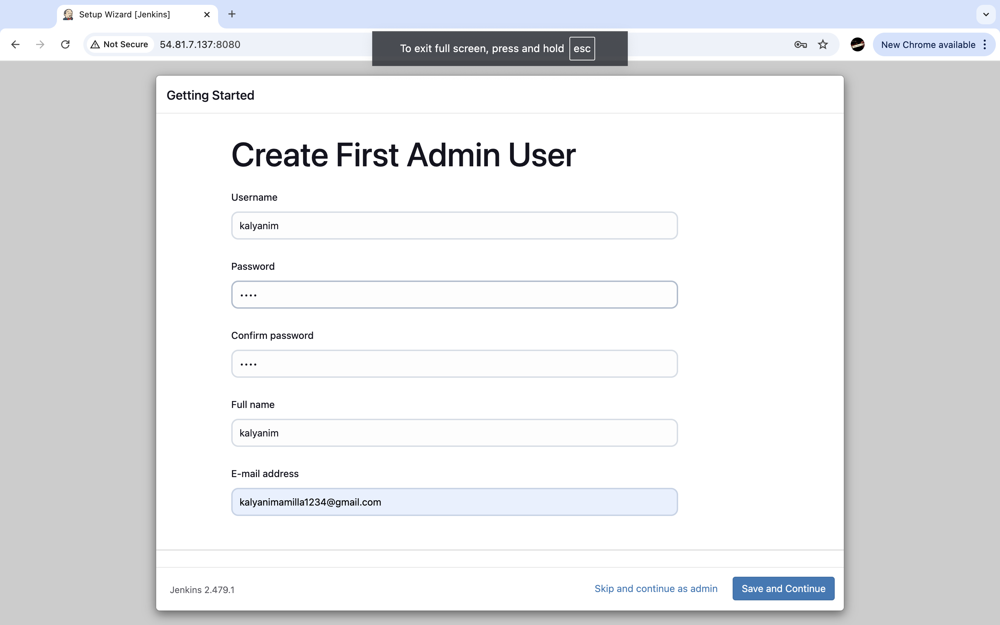 Setup Wizard [Jenkins]
Not Secure 54.81.7.137:8080
To exit full screen, press and hold esc
New Chrome available
Getting Started
Create First Admin User
Username
kalyanim
Password
••••
Confirm password
••••
Full name
kalyanim
E-mail address
kalyanimamilla1234@gmail.com
Jenkins 2.479.1
Skip and continue as admin
Save and Continue